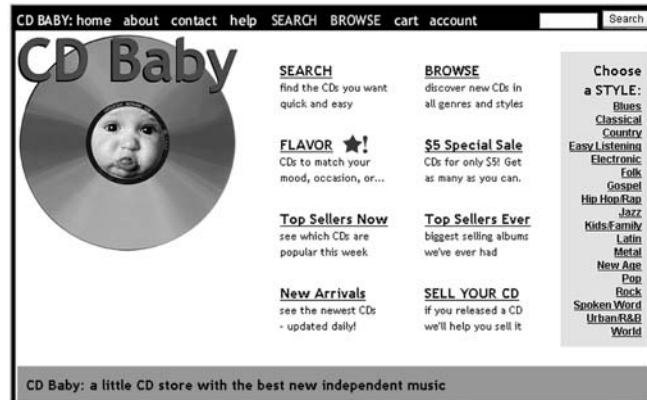 CD BABY: home about contact help SEARCH BROWSE cart account Search
CD Baby
SEARCH
find the CDs you want
quick and easy
BROWSE
discover new CDs in
all genres and styles
FLAVOR
CDs to match your
mood, occasion, or...
$5 Special Sale
CDs for only $5! Get
as many as you can.
Top Sellers Now
see which CDs are
popular this week
Top Sellers Ever
biggest selling albums
we've ever had
New Arrivals
see the newest CDs
- updated daily!
SELL YOUR CD
if you released a CD
we'll help you sell it
Choose
a STYLE:
Blues
Classical
Country
Easy Listening
Electronic
Folk
Gospel
Hip Hop/Rap
Jazz
Kids/Family
Latin
Metal
New Age
Pop
Rock
Spoken Word
Urban/R&B
World
CD Baby: a little CD store with the best new independent music